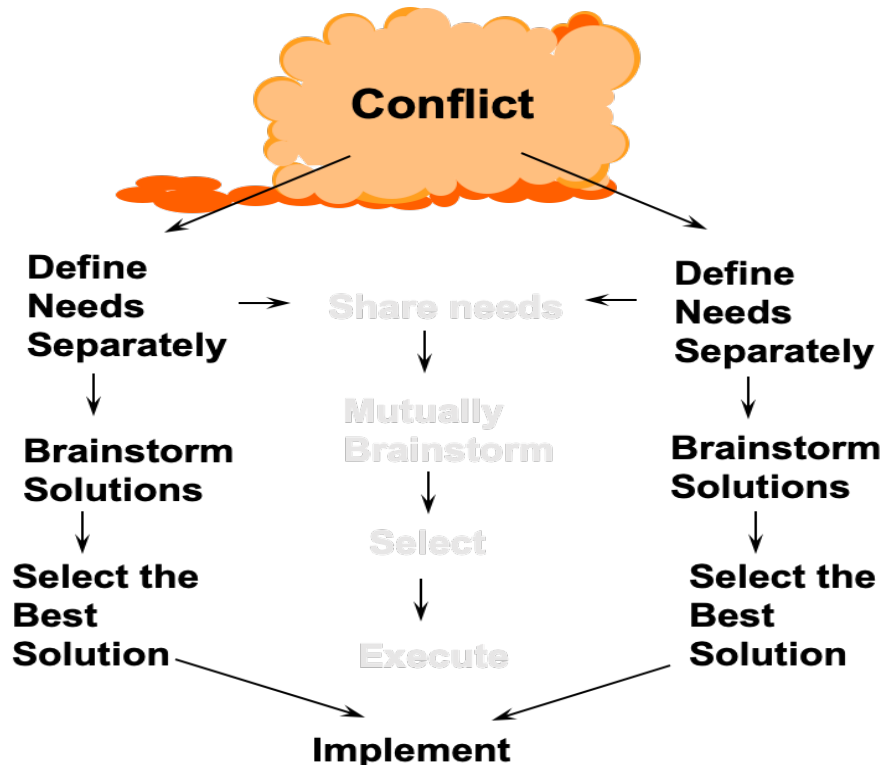 Conflict
Define
Needs
Separately
Share needs
Define
Needs
Separately
Mutually
Brainstorm
Brainstorm
Solutions
Brainstorm
Solutions
Select
Select the
Best
Solution
Select the
Best
Solution
Execute
Implement